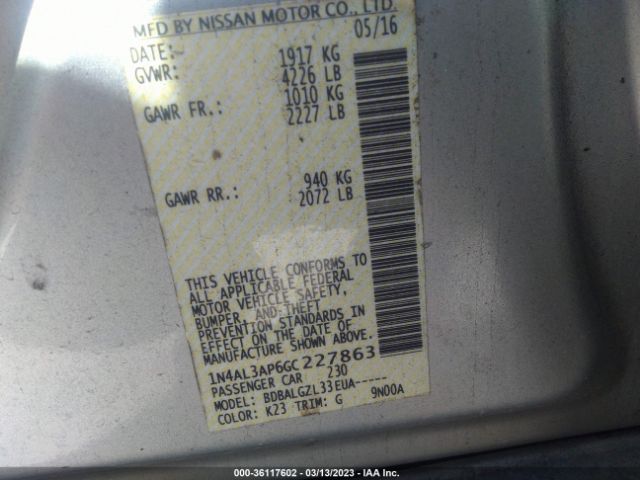 MFD BY NISSAN MOTOR CO., LTD.
DATE: 05/16
GVWR: 1917 KG
4226 LB
GAWR FR.: 1010 KG
2227 LB
GAWR RR.: 940 KG
2072 LB
THIS VEHICLE CONFORMS TO
ALL APPLICABLE FEDERAL
MOTOR VEHICLE SAFETY,
BUMPER, AND THEFT
PREVENTION STANDARDS IN
EFFECT ON THE DATE OF
MANUFACTURE SHOWN ABOVE.
1N4AL3AP6GC227863
PASSENGER CAR 230
MODEL: BDBALGZL33EUA-----
COLOR: K23 TRIM: G 9N00A
000-36117602 - 03/13/2023 - IAA Inc.